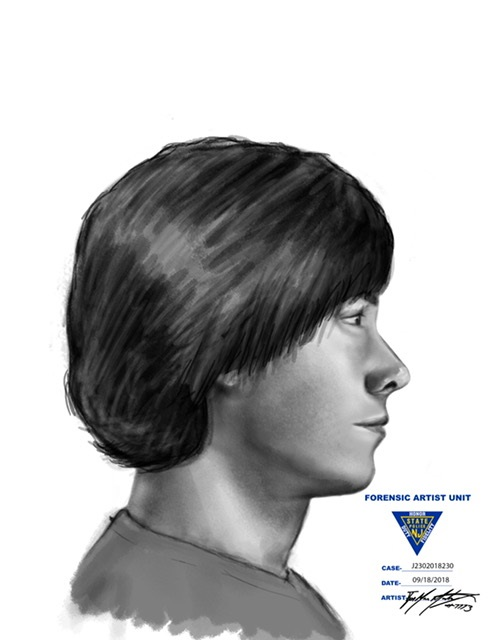 FORENSIC ARTIST UNIT
HONOR
STATE
POLICE
NJ
CASE- J2302018230
DATE- 09/18/2018
ARTIST